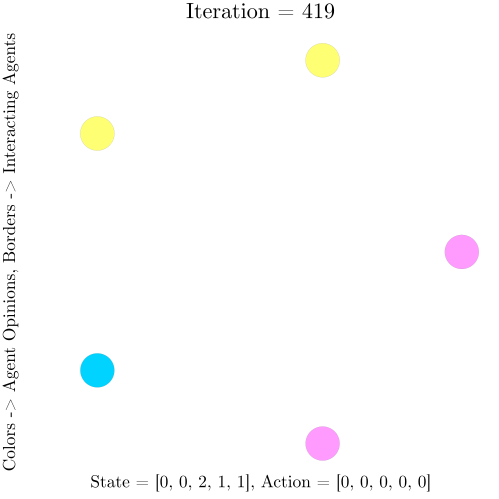 Iteration = 419
Colors -> Agent Opinions, Borders -> Interacting Agents
State = [0, 0, 2, 1, 1], Action = [0, 0, 0, 0, 0]